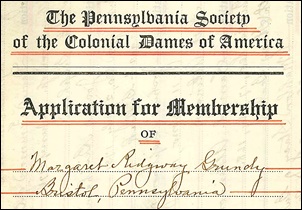 The Pennsylvania Society
of the Colonial Dames of America
Application for Membership
OF
Margaret Ridgway Grundy
Bristol, Pennsylvania